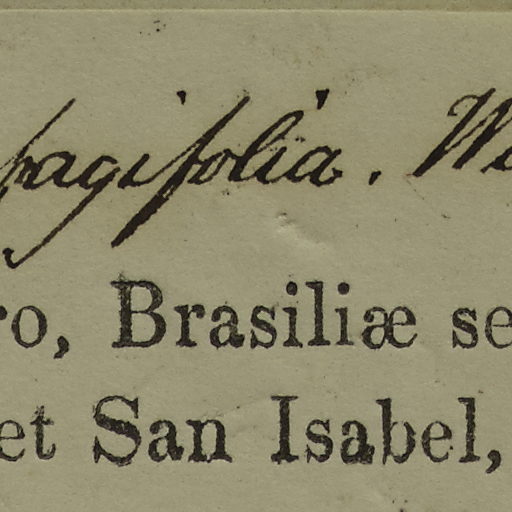 fagifolia. W
ro, Brasiliæ se
et San Isabel,